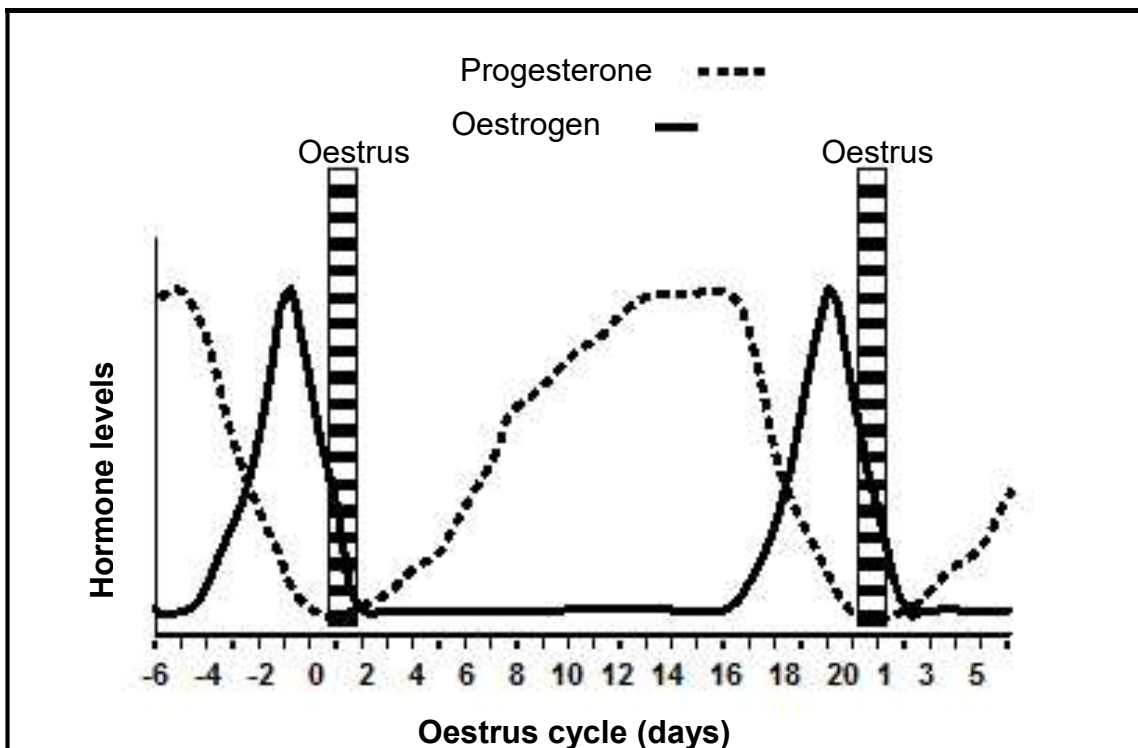 Progesterone
Oestrogen
Oestrus Oestrus
Hormone levels
-6 -4 -2 0 2 4 6 8 10 12 14 16 18 20 1 3 5
Oestrus cycle (days)